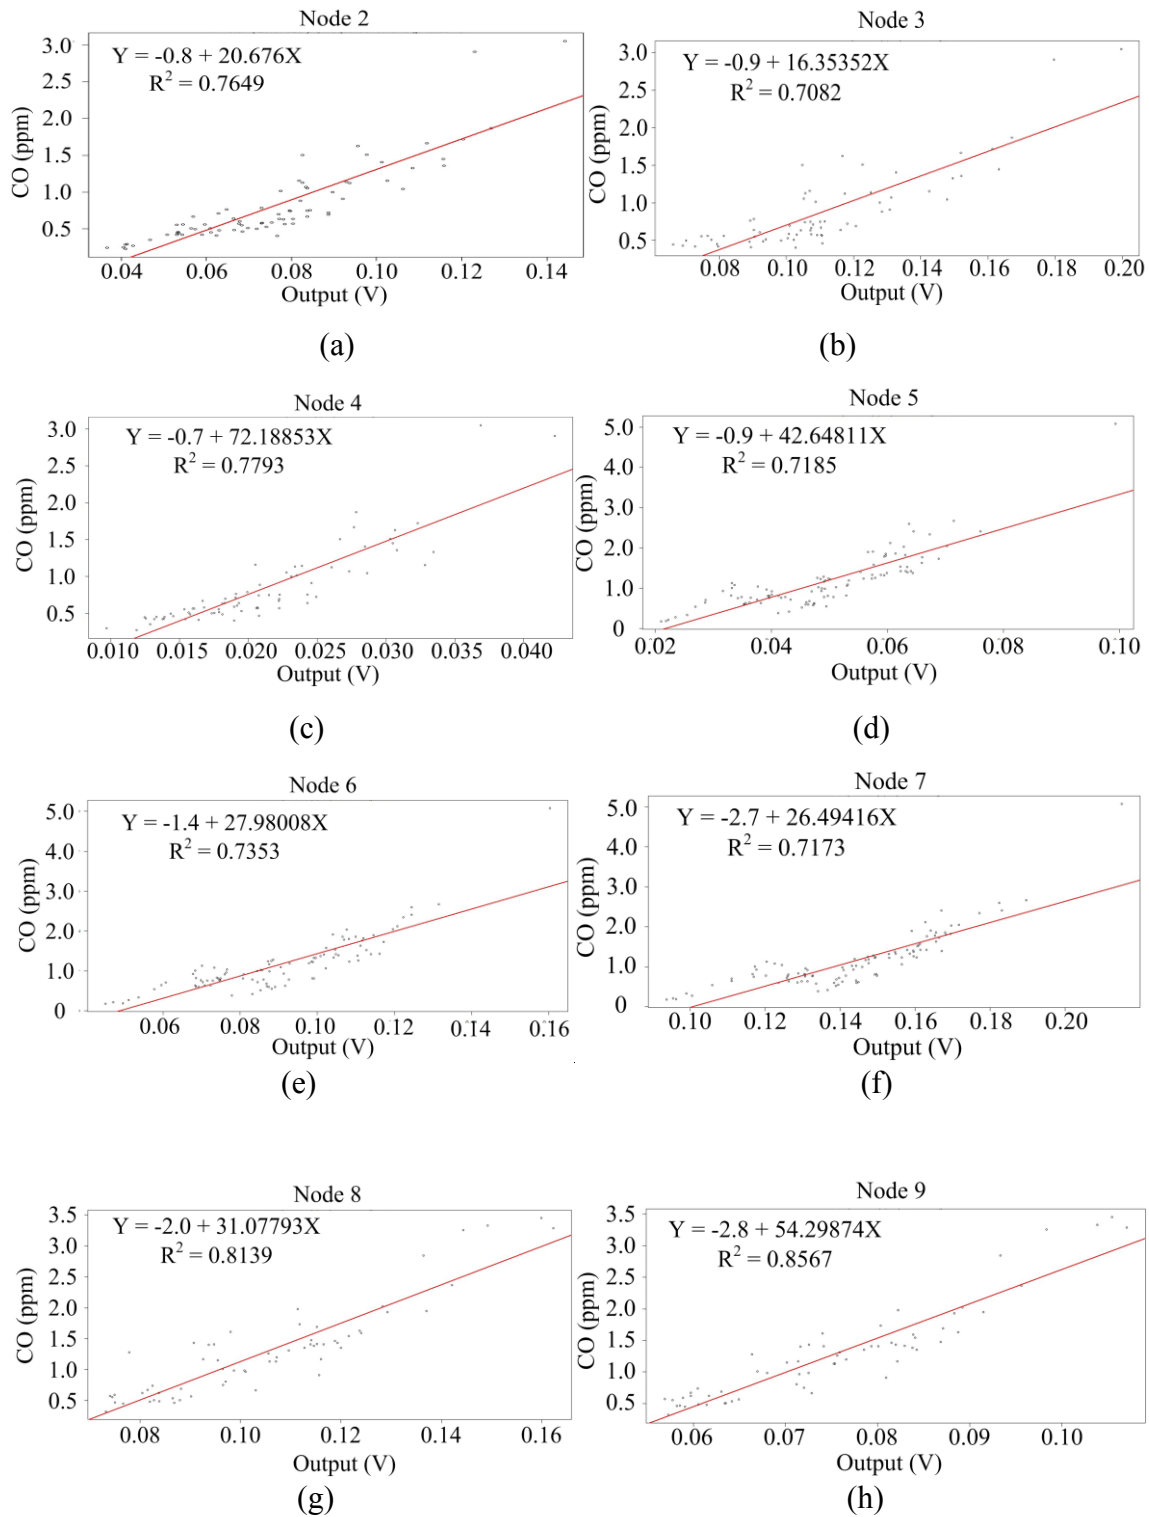 Node 2
Y = -0.8 + 20.676X
R² = 0.7649
CO (ppm)
3.0
2.5
2.0
1.5
1.0
0.5
0.04 0.06 0.08 0.10 0.12 0.14
Output (V)
(a)
Node 3
Y = -0.9 + 16.35352X
R² = 0.7082
CO (ppm)
3.0
2.5
2.0
1.5
1.0
0.5
0.08 0.10 0.12 0.14 0.16 0.18 0.20
Output (V)
(b)
Node 4
Y = -0.7 + 72.18853X
R² = 0.7793
CO (ppm)
3.0
2.5
2.0
1.5
1.0
0.5
0.010 0.015 0.020 0.025 0.030 0.035 0.040
Output (V)
(c)
Node 5
Y = -0.9 + 42.64811X
R² = 0.7185
CO (ppm)
5.0
4.0
3.0
2.0
1.0
0
0.02 0.04 0.06 0.08 0.10
Output (V)
(d)
Node 6
Y = -1.4 + 27.98008X
R² = 0.7353
CO (ppm)
5.0
4.0
3.0
2.0
1.0
0
0.06 0.08 0.10 0.12 0.14 0.16
Output (V)
(e)
Node 7
Y = -2.7 + 26.49416X
R² = 0.7173
CO (ppm)
5.0
4.0
3.0
2.0
1.0
0
0.10 0.12 0.14 0.16 0.20
Output (V)
(f)
Node 8
Y = -2.0 + 31.07793X
R² = 0.8139
CO (ppm)
3.5
3.0
2.5
2.0
1.5
1.0
0.5
0.08 0.10 0.12 0.14 0.16
Output (V)
(g)
Node 9
Y = -2.8 + 54.29874X
R² = 0.8567
CO (ppm)
3.5
3.0
2.5
2.0
1.5
1.0
0.5
0.06 0.07 0.08 0.09 0.10
Output (V)
(h)